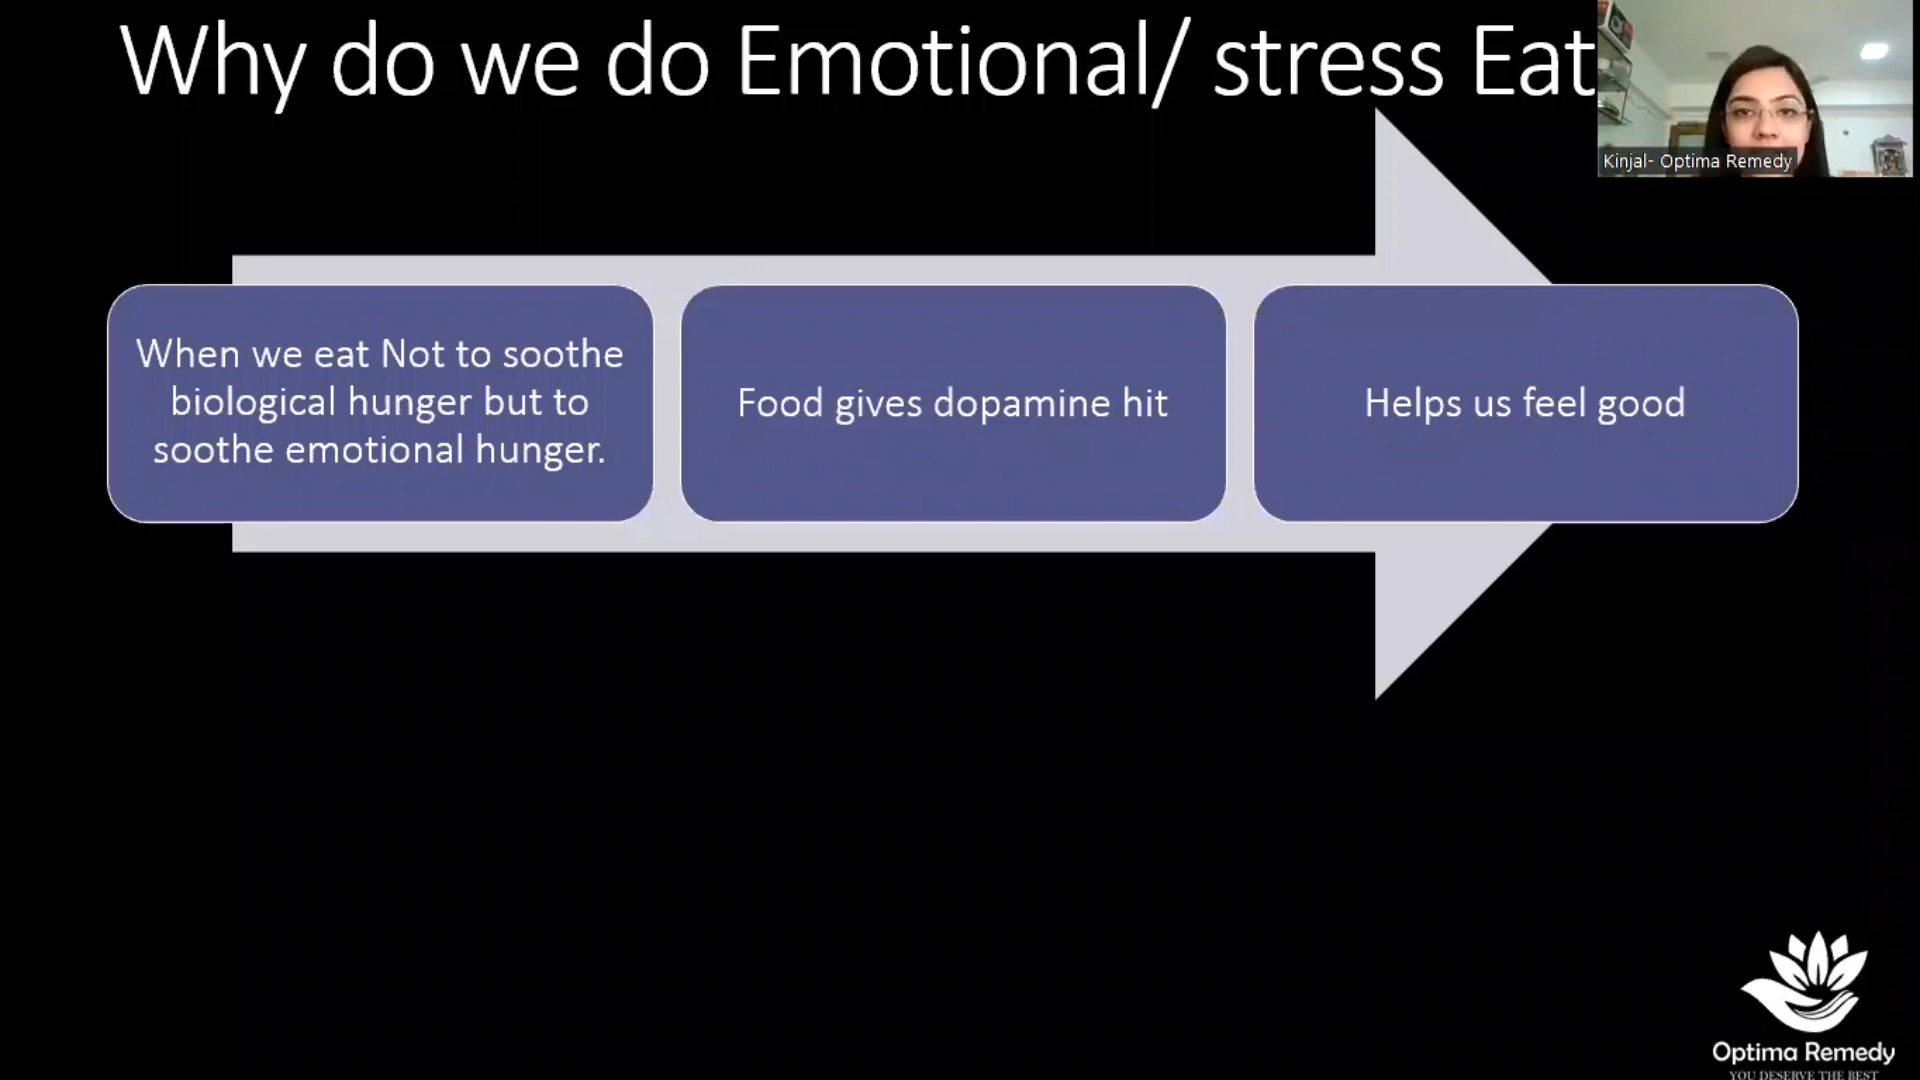 Why do we do Emotional/ stress Eat
Kinjal- Optima Remedy
When we eat Not to soothe
biological hunger but to
soothe emotional hunger.
Food gives dopamine hit
Helps us feel good
Optima Remedy
YOU DESERVE THE BEST